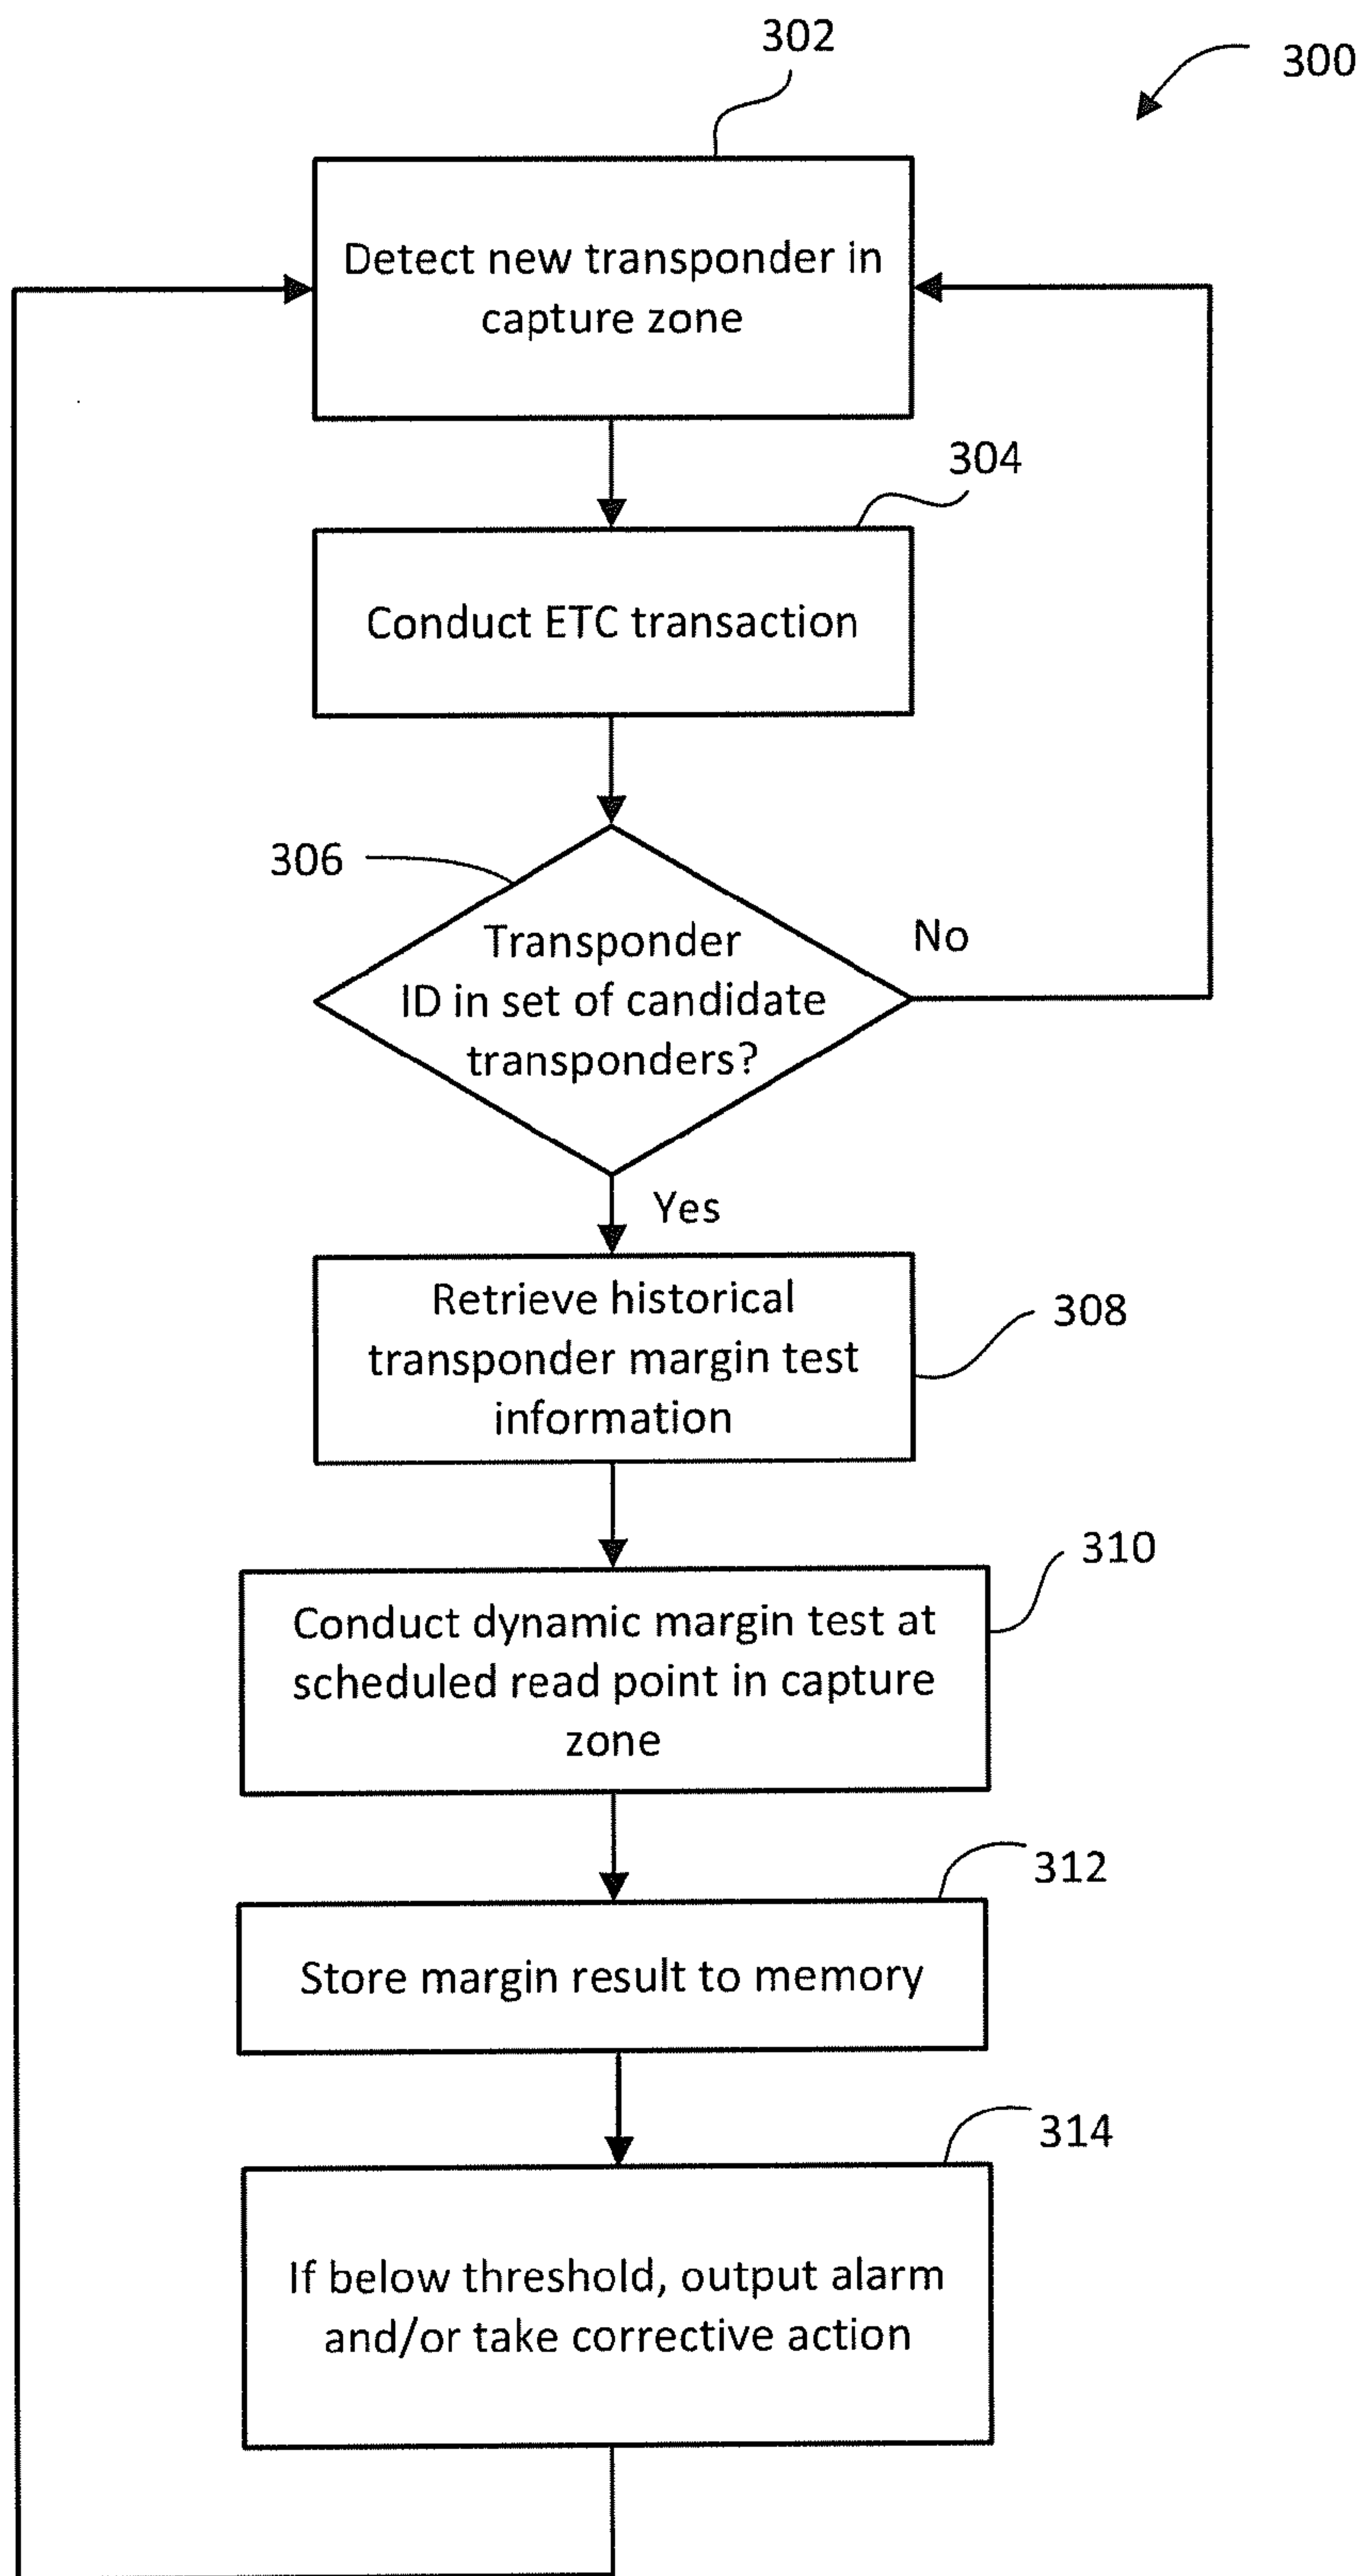 302
300
Detect new transponder in
capture zone
304
Conduct ETC transaction
306
Transponder
ID in set of candidate
transponders?
No
Yes
Retrieve historical
transponder margin test
information
308
310
Conduct dynamic margin test at
scheduled read point in capture
zone
312
Store margin result to memory
314
If below threshold, output alarm
and/or take corrective action